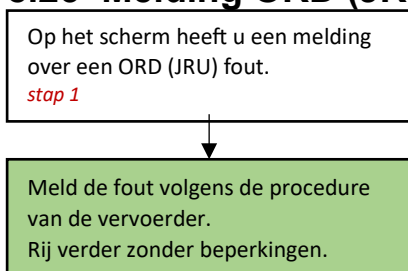 Op het scherm heeft u een melding
over een ORD (JRU) fout.
stap 1
Meld de fout volgens de procedure
van de vervoerder.
Rij verder zonder beperkingen.